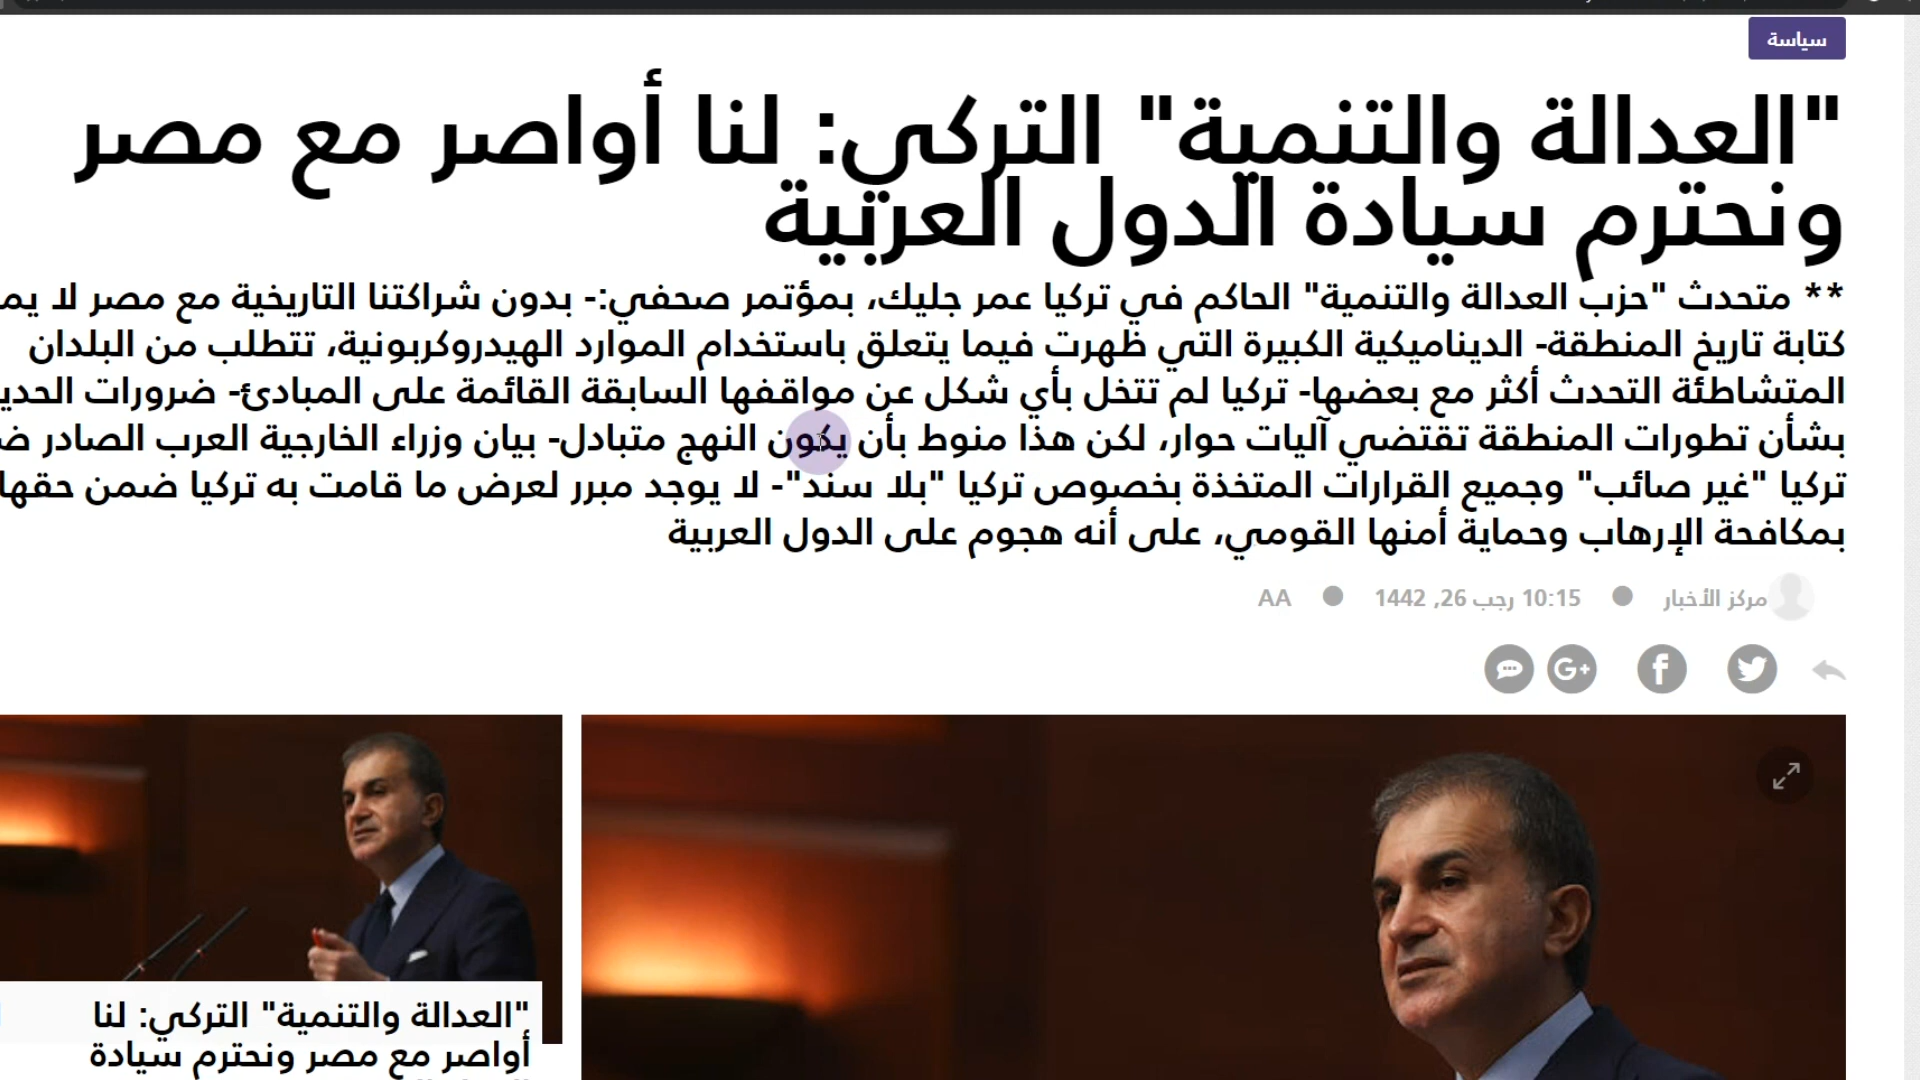 سياسة
"العدالة والتنمية" التركي: لنا أواصر مع مصر
ونحترم سيادة الدول العربية
** متحدث "حزب العدالة والتنمية" الحاكم في تركيا عمر جليك، بمؤتمر صحفي:- بدون شراكتنا التاريخية مع مصر لا
كتابة تاريخ المنطقة- الديناميكية الكبيرة التي ظهرت فيما يتعلق باستخدام الموارد الهيدروكربونية، تتطلب من البلدان
المتشاطئة التحدث أكثر مع بعضها- تركيا لم تتخل بأي شكل عن مواقفها السابقة القائمة على المبادئ- ضرورات
بشأن تطورات المنطقة تقتضي آليات حوار، لكن هذا منوط بأن يكون النهج متبادل- بيان وزراء الخارجية العرب الصادر
تركيا "غير صائب" وجميع القرارات المتخذة بخصوص تركيا "بلا سند"- لا يوجد مبرر لعرض ما قامت به تركيا ضمن حقها
بمكافحة الإرهاب وحماية أمنها القومي، على أنه هجوم على الدول العربية
مركز الأخبار ● 10:15 رجب 26, 1442 ● AA
"العدالة والتنمية" التركي: لنا
أواصر مع مصر ونحترم سيادة